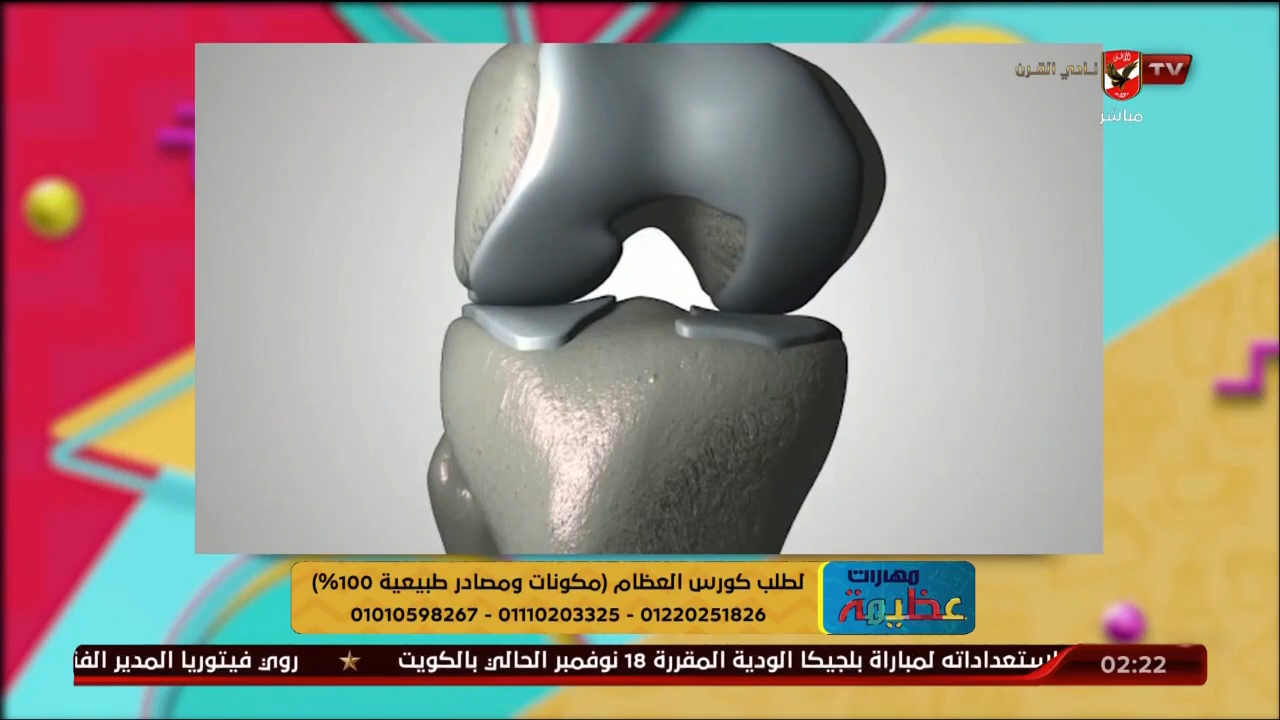 نادي القرن
TV
مباشر
لطلب كورس العظام (مكونات ومصادر طبيعية 100%)
01010598267 - 01110203325 - 01220251826
مهارات
عظيمة
استعداداته لمباراة بلجيكا الودية المقررة 18 نوفمبر الحالي بالكويت ★ روي فيتوريا المدير
02:22